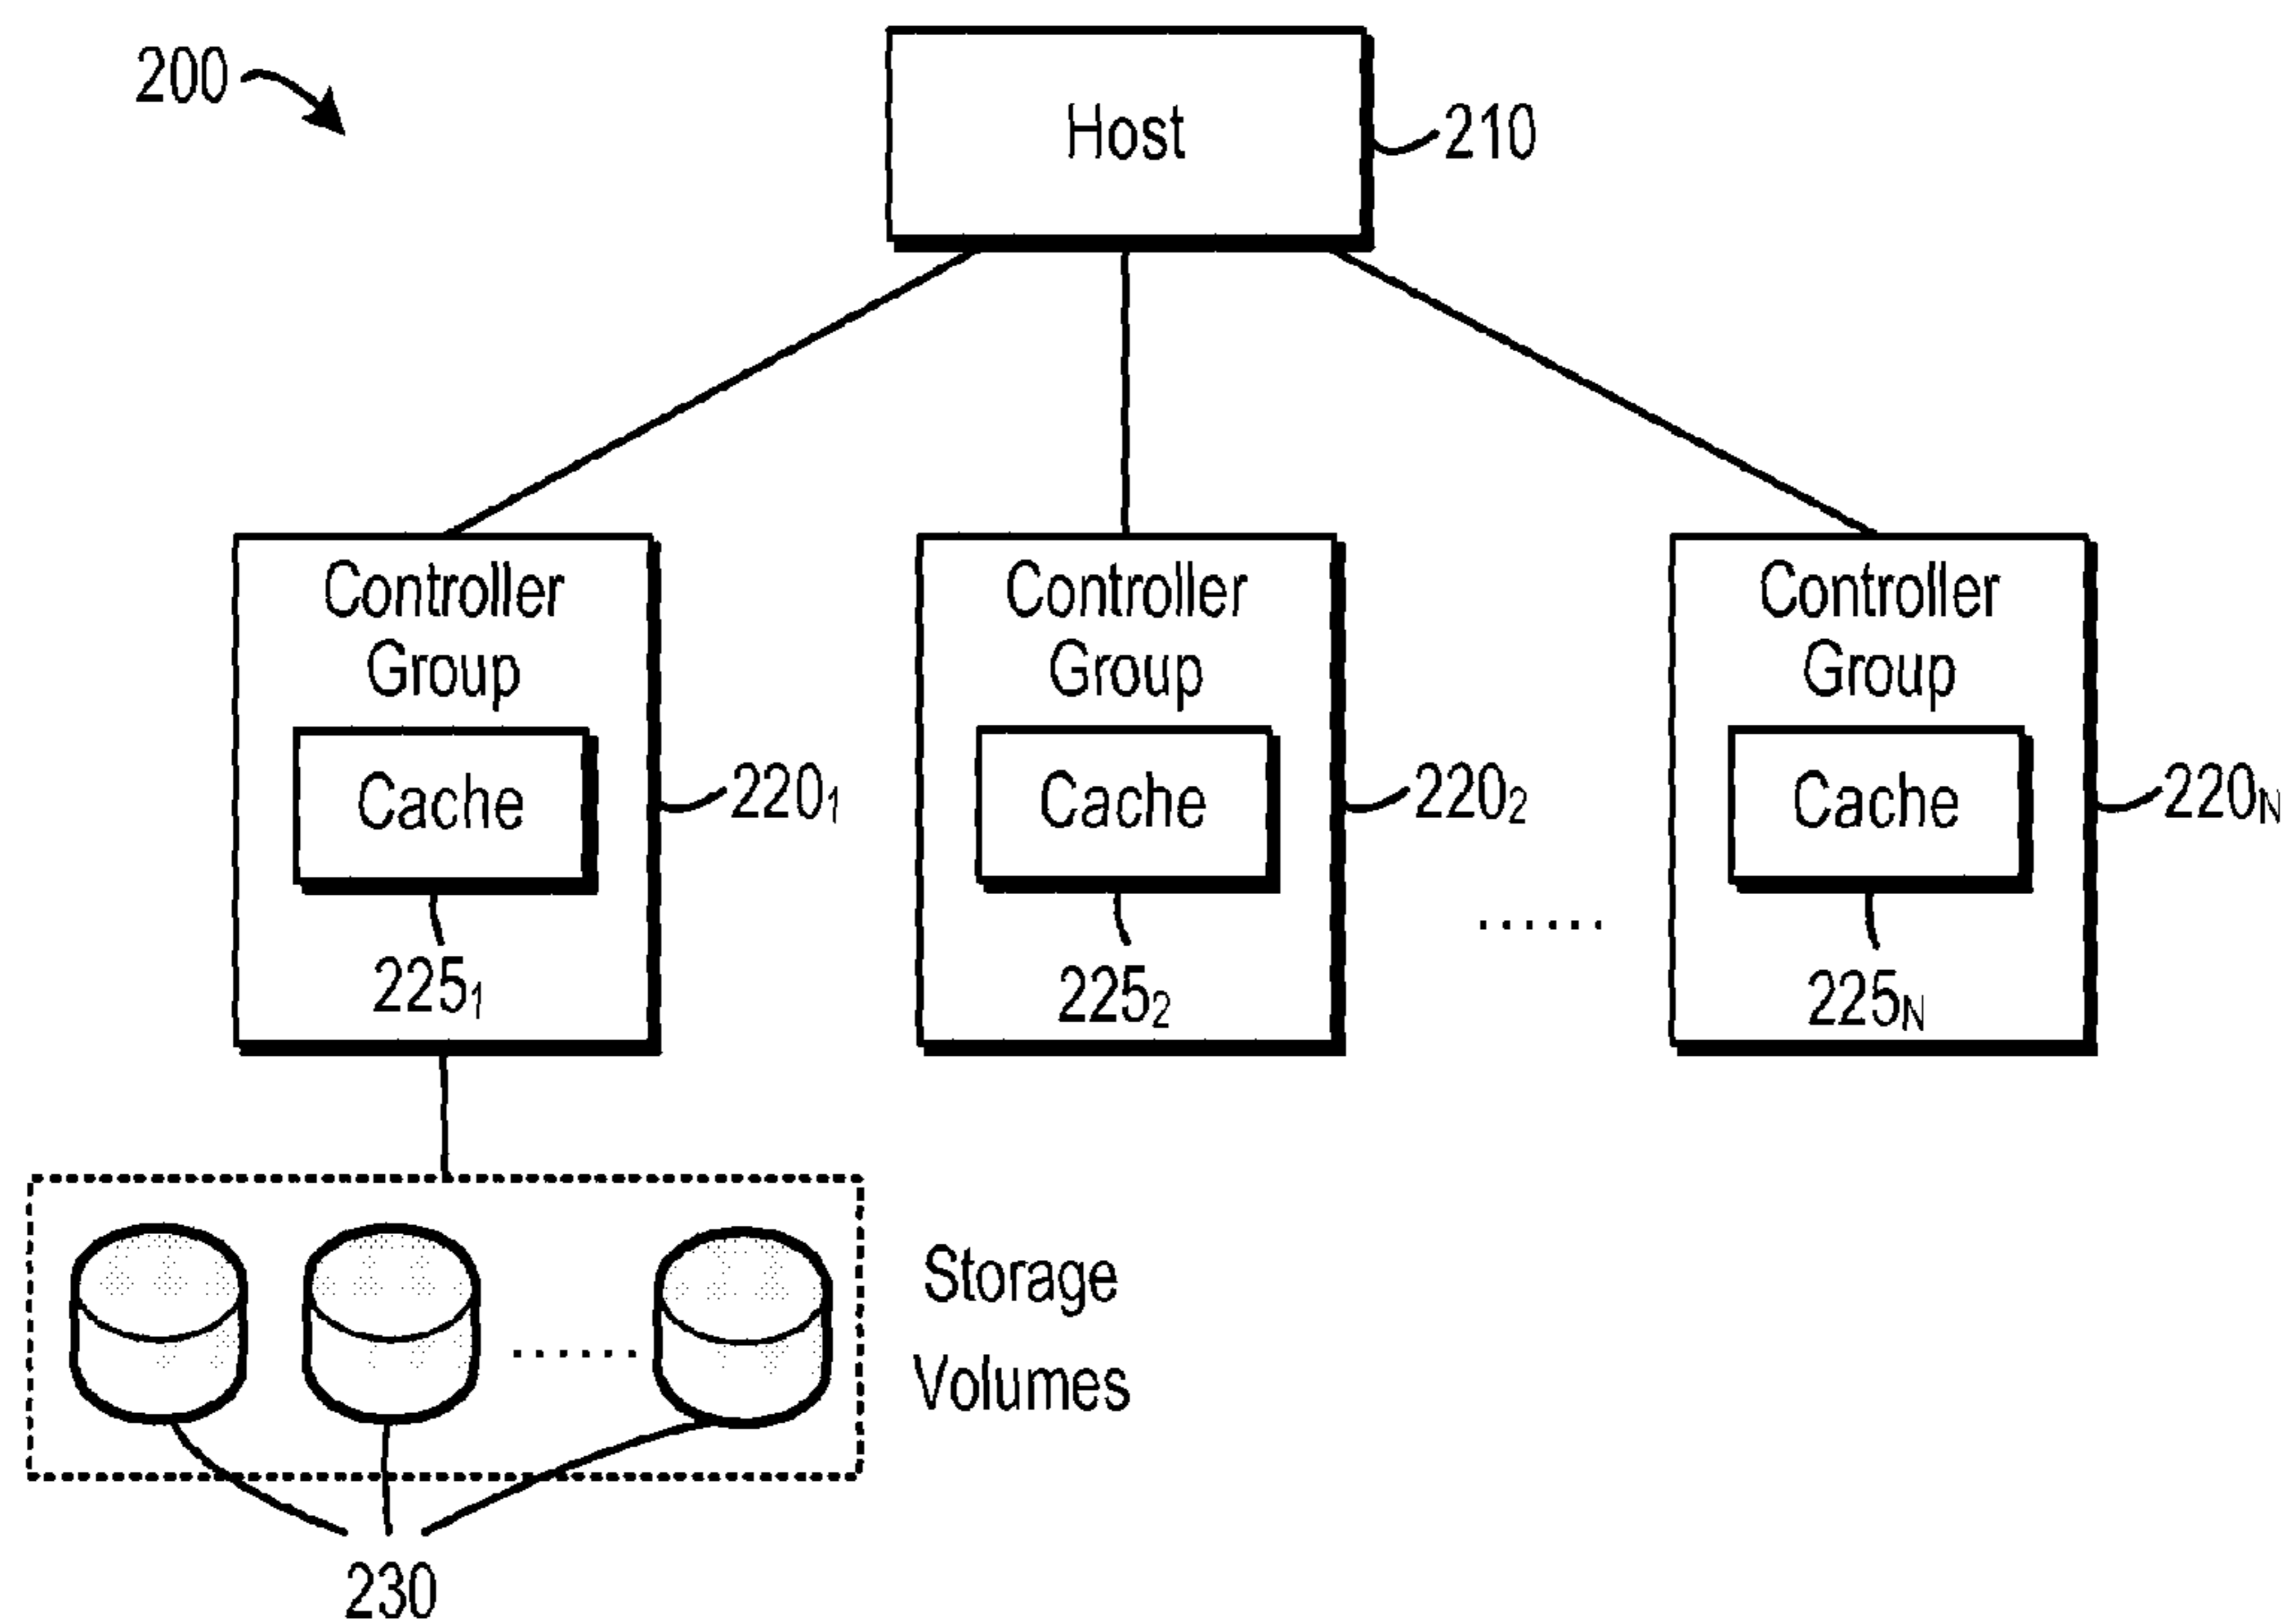 200
Host
210
Controller
Group
Cache
220₁
225₁
Controller
Group
Cache
220₂
225₂
......
Controller
Group
Cache
220N
225N
Storage
Volumes
......
230